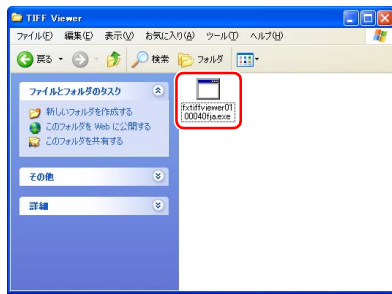 TIFF Viewer
ファイル(F) 編集(E) 表示(V) お気に入り(A) ツール(T) ヘルプ(H)
戻る 検索 フォルダ
ファイルとフォルダのタスク
新しいフォルダを作成する
このフォルダを Web に公開する
このフォルダを共有する
その他
詳細
fxtiffviewer01
00040fja.exe